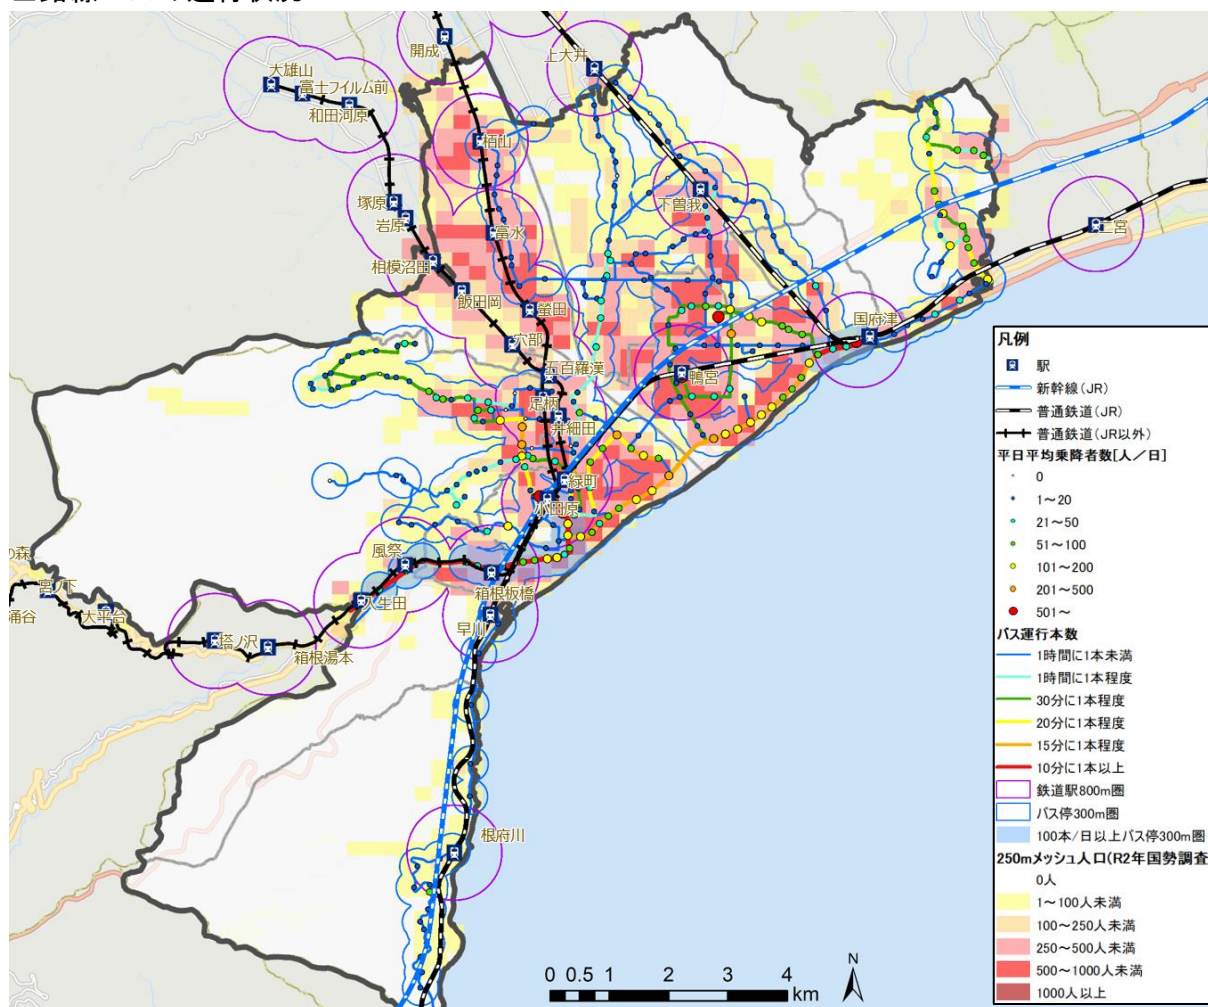 開成
上大井
大雄山
富士フイルム前
和田河原
栢山
塚原
岩原
下曽我
富水
二宮
相模沼田
飯田岡
螢田
穴部
国府津
五百羅漢
鴨宮
足柄
井細田
緑町
小田原
風祭
箱根板橋
入生田
の森
宮ノ下
大平台
涌谷
塔ノ沢
箱根湯本
早川
根府川
凡例
駅
新幹線(JR)
普通鉄道(JR)
普通鉄道(JR以外)
平日平均乗降者数[人/日]
0
1~20
21~50
51~100
101~200
201~500
501~
バス運行本数
1時間に1本未満
1時間に1本程度
30分に1本程度
20分に1本程度
15分に1本程度
10分に1本以上
鉄道駅800m圏
バス停300m圏
100本/日以上バス停300m圏
250mメッシュ人口(R2年国勢調査
0人
1~100人未満
100~250人未満
250~500人未満
500~1000人未満
1000人以上
0 0.5 1 2 3 4
km
N